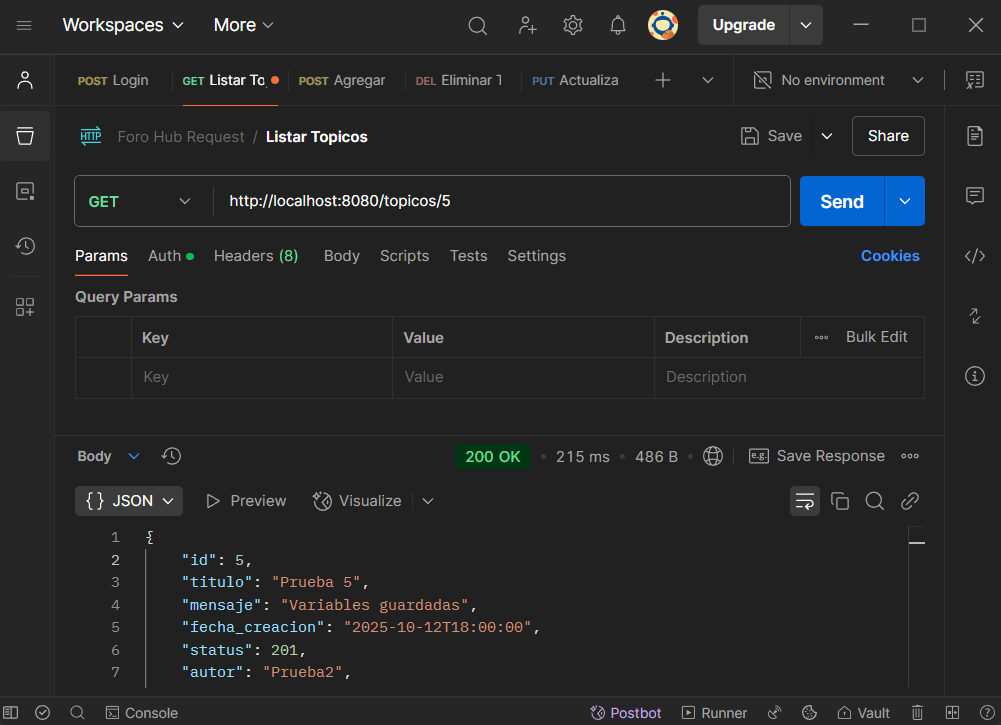 Workspaces More Upgrade
POST Login GET Listar To POST Agregar DEL Eliminar T PUT Actualiza No environment
HTTP Foro Hub Request / Listar Topicos Save Share
GET http://localhost:8080/topicos/5 Send
Params Auth Headers (8) Body Scripts Tests Settings Cookies
Query Params
Key Value Description Bulk Edit
Key Value Description
Body 200 OK 215 ms 486 B e.g. Save Response
{} JSON Preview Visualize
1 {
2 "id": 5,
3 "titulo": "Prueba 5",
4 "mensaje": "Variables guardadas",
5 "fecha_creacion": "2025-10-12T18:00:00",
6 "status": 201,
7 "autor": "Prueba2",
Console Postbot Runner Vault